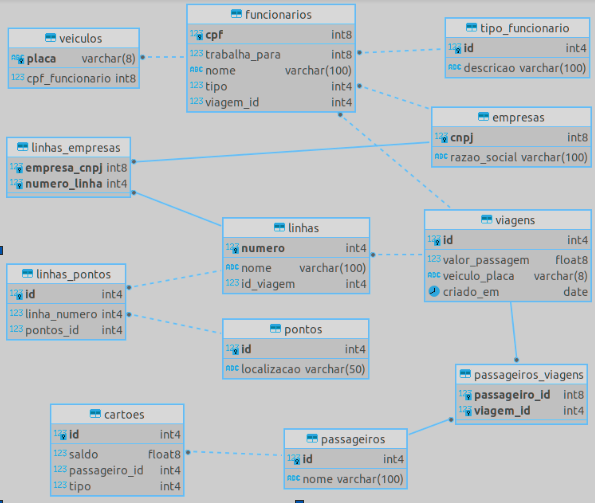 veiculos
placa varchar(8)
cpf_funcionario int8
funcionarios
cpf int8
trabalha_para int8
nome varchar(100)
tipo int4
viagem_id int4
tipo_funcionario
id int4
descricao varchar(100)
empresas
cnpj int8
razao_social varchar(100)
linhas_empresas
empresa_cnpj int8
numero_linha int4
linhas
numero int4
nome varchar(100)
id_viagem int4
viagens
id int4
valor_passagem float8
veiculo_placa varchar(8)
criado_em date
linhas_pontos
id int4
linha_numero int4
pontos_id int4
pontos
id int4
localizacao varchar(50)
passageiros_viagens
passageiro_id int8
viagem_id int4
cartoes
id int4
saldo float8
passageiro_id int4
tipo int4
passageiros
id int4
nome varchar(100)